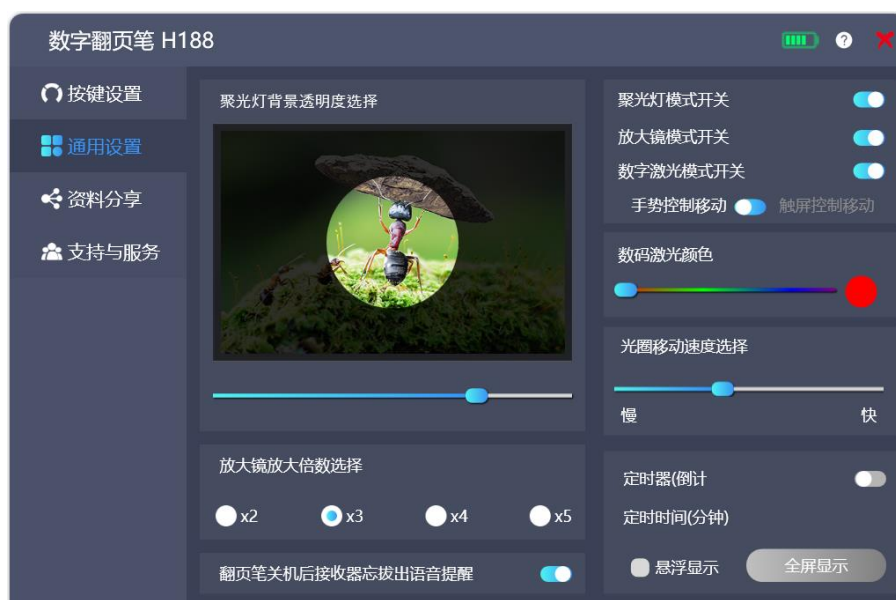 数字翻页笔 H188
按键设置
通用设置
资料分享
支持与服务
聚光灯背景透明度选择
放大镜放大倍数选择
x2 x3 x4 x5
翻页笔关机后接收器忘拔出语音提醒
聚光灯模式开关
放大镜模式开关
数字激光模式开关
手势控制移动 触屏控制移动
数码激光颜色
光圈移动速度选择
慢 快
定时器(倒计
定时时间(分钟)
悬浮显示 全屏显示